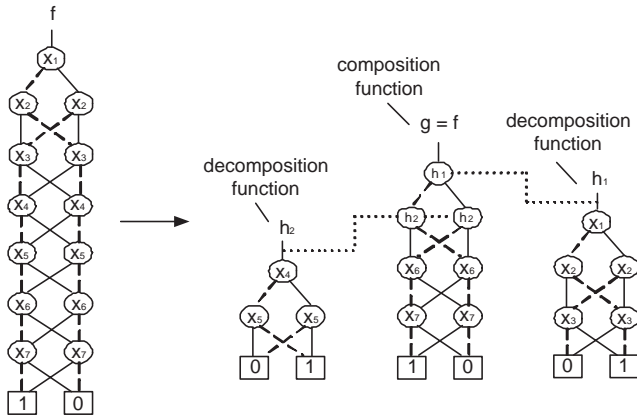 f
x1
x2 x2
x3 x3
x4 x4
x5 x5
x6 x6
x7 x7
1 0
decomposition
function
h2
x4
x5 x5
0 1
composition
function
g = f
h1
h2 h2
x6 x6
x7 x7
1 0
decomposition
function
h1
x1
x2 x2
x3 x3
0 1